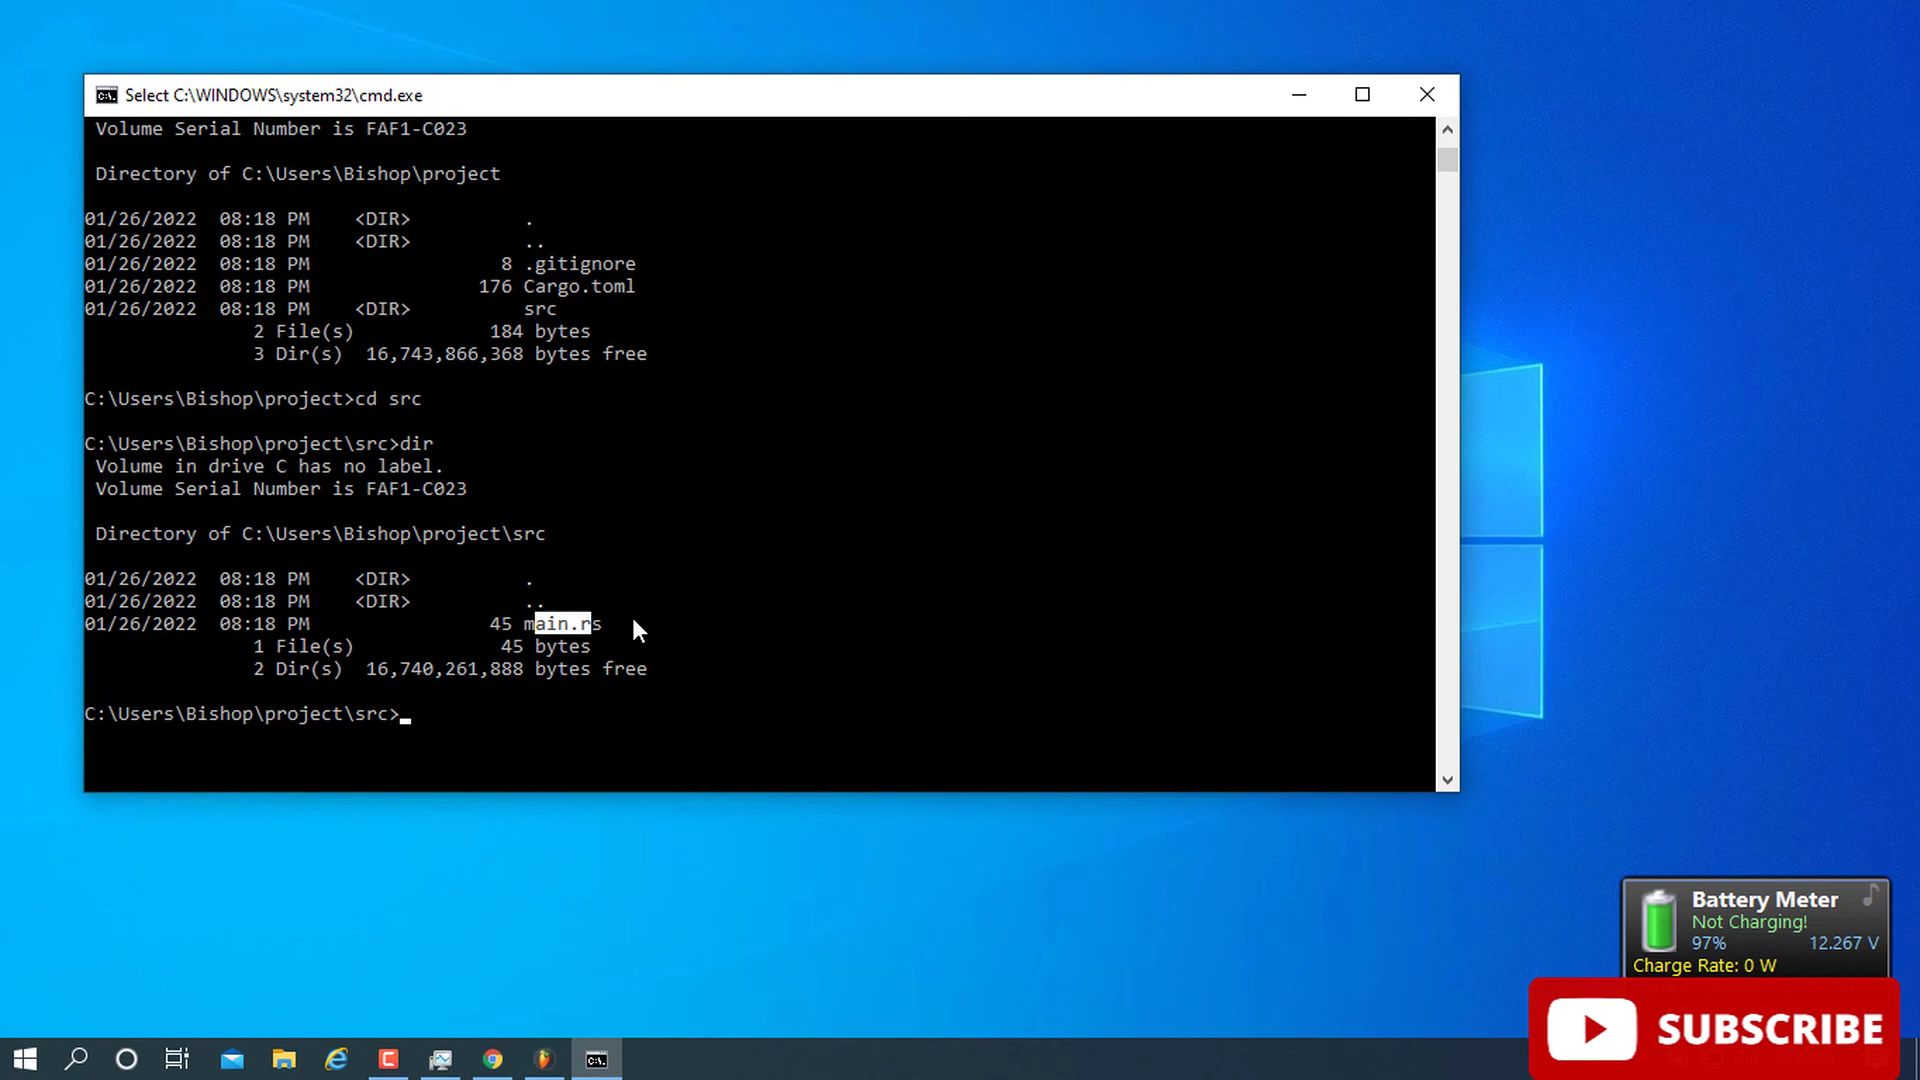 Select C:\WINDOWS\system32\cmd.exe
Volume Serial Number is FAF1-C023
Directory of C:\Users\Bishop\project
01/26/2022  08:18 PM    <DIR>          .
01/26/2022  08:18 PM    <DIR>          ..
01/26/2022  08:18 PM                 8 .gitignore
01/26/2022  08:18 PM               176 Cargo.toml
01/26/2022  08:18 PM    <DIR>          src
2 File(s)            184 bytes
3 Dir(s)  16,743,866,368 bytes free
C:\Users\Bishop\project>cd src
C:\Users\Bishop\project\src>dir
Volume in drive C has no label.
Volume Serial Number is FAF1-C023
Directory of C:\Users\Bishop\project\src
01/26/2022  08:18 PM    <DIR>          .
01/26/2022  08:18 PM    <DIR>          ..
01/26/2022  08:18 PM                45 main.rs
1 File(s)             45 bytes
2 Dir(s)  16,740,261,888 bytes free
C:\Users\Bishop\project\src>
Battery Meter
Not Charging!
97% 12.267 V
Charge Rate: 0 W
SUBSCRIBE